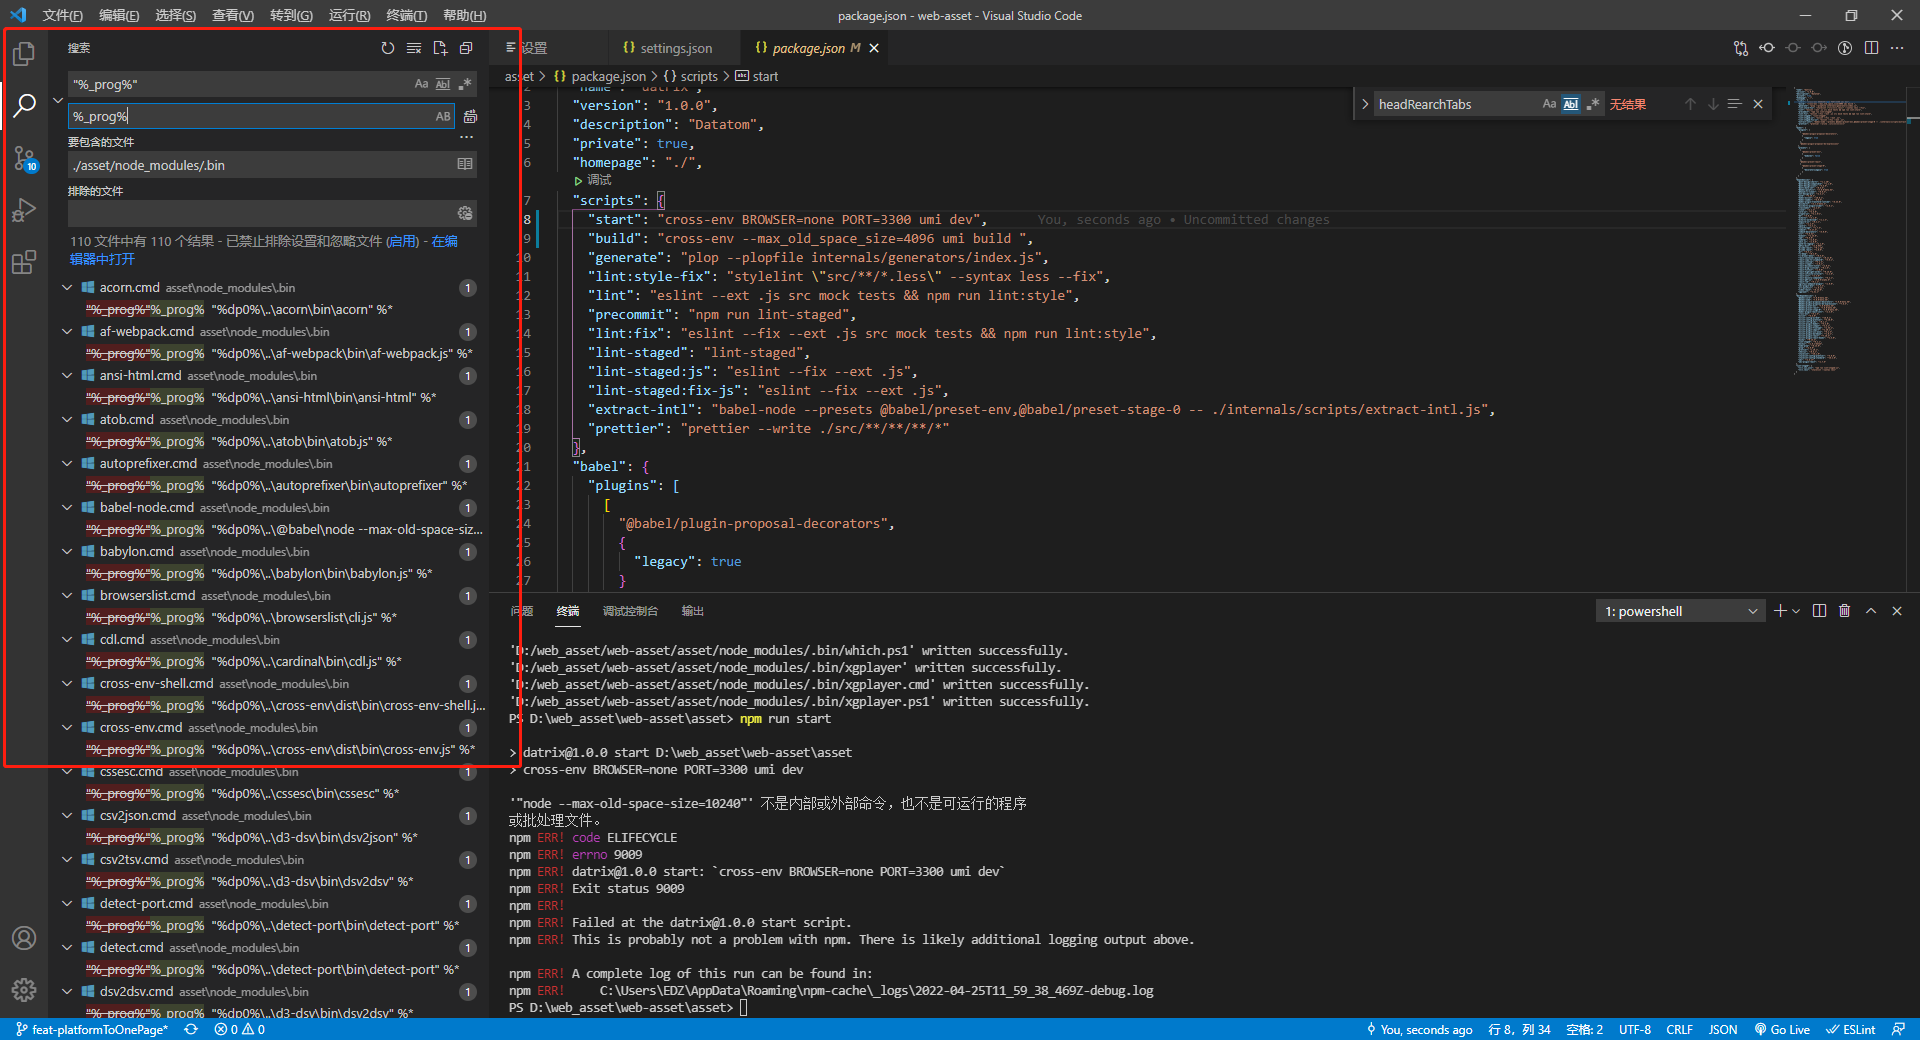 文件(F) 编辑(E) 选择(S) 查看(V) 转到(G) 运行(R) 终端(T) 帮助(H)
package.json - web-asset - Visual Studio Code
搜索
"%_prog%"
Aa Abl .*
%_prog%
AB
要包含的文件
./asset/node_modules/.bin
10
排除的文件
110 文件中有 110 个结果 - 已禁止排除设置和忽略文件 (启用) - 在编
辑器中打开
acorn.cmd asset\node_modules\.bin 1
"%_prog%"%_prog% "%dp0%\..\acorn\bin\acorn" %*
af-webpack.cmd asset\node_modules\.bin 1
"%_prog%"%_prog% "%dp0%\..\af-webpack\bin\af-webpack.js" %*
ansi-html.cmd asset\node_modules\.bin 1
"%_prog%"%_prog% "%dp0%\..\ansi-html\bin\ansi-html" %*
atob.cmd asset\node_modules\.bin 1
"%_prog%"%_prog% "%dp0%\..\atob\bin\atob.js" %*
autoprefixer.cmd asset\node_modules\.bin 1
"%_prog%"%_prog% "%dp0%\..\autoprefixer\bin\autoprefixer" %*
babel-node.cmd asset\node_modules\.bin 1
"%_prog%"%_prog% "%dp0%\..\@babel\node --max-old-space-siz...
babylon.cmd asset\node_modules\.bin 1
"%_prog%"%_prog% "%dp0%\..\babylon\bin\babylon.js" %*
browserslist.cmd asset\node_modules\.bin 1
"%_prog%"%_prog% "%dp0%\..\browserslist\cli.js" %*
cdl.cmd asset\node_modules\.bin 1
"%_prog%"%_prog% "%dp0%\..\cardinal\bin\cdl.js" %*
cross-env-shell.cmd asset\node_modules\.bin 1
"%_prog%"%_prog% "%dp0%\..\cross-env\dist\bin\cross-env-shell.j...
cross-env.cmd asset\node_modules\.bin 1
"%_prog%"%_prog% "%dp0%\..\cross-env\dist\bin\cross-env.js" %*
cssesc.cmd asset\node_modules\.bin 1
"%_prog%"%_prog% "%dp0%\..\cssesc\bin\cssesc" %*
csv2json.cmd asset\node_modules\.bin 1
"%_prog%"%_prog% "%dp0%\..\d3-dsv\bin\dsv2json" %*
csv2tsv.cmd asset\node_modules\.bin 1
"%_prog%"%_prog% "%dp0%\..\d3-dsv\bin\dsv2dsv" %*
detect-port.cmd asset\node_modules\.bin 1
"%_prog%"%_prog% "%dp0%\..\detect-port\bin\detect-port" %*
detect.cmd asset\node_modules\.bin 1
"%_prog%"%_prog% "%dp0%\..\detect-port\bin\detect-port" %*
dsv2dsv.cmd asset\node_modules\.bin 1
"%_prog%"%_prog% "%dp0%\..\d3-dsv\bin\dsv2dsv" %*
设置 {} settings.json {} package.json M
asset > {} package.json > {} scripts > start
headRearchTabs Aa Abl .* 无结果
2 "name": "datrix",
3 "version": "1.0.0",
4 "description": "Datatom",
5 "private": true,
6 "homepage": "./",
调试
7 "scripts": {
8 "start": "cross-env BROWSER=none PORT=3300 umi dev", You, seconds ago • Uncommitted changes
9 "build": "cross-env --max_old_space_size=4096 umi build ",
10 "generate": "plop --plopfile internals/generators/index.js",
11 "lint:style-fix": "stylelint \"src/**/*.less\" --syntax less --fix",
12 "lint": "eslint --ext .js src mock tests && npm run lint:style",
13 "precommit": "npm run lint-staged",
14 "lint:fix": "eslint --fix --ext .js src mock tests && npm run lint:style",
15 "lint-staged": "lint-staged",
16 "lint-staged:js": "eslint --fix --ext .js",
17 "lint-staged:fix-js": "eslint --fix --ext .js",
18 "extract-intl": "babel-node --presets @babel/preset-env,@babel/preset-stage-0 -- ./internals/scripts/extract-intl.js",
19 "prettier": "prettier --write ./src/**/**/**/*"
20 },
21 "babel": {
22 "plugins": [
23 [
24 "@babel/plugin-proposal-decorators",
25 {
26 "legacy": true
27 }
问题 终端 调试控制台 输出
1: powershell
'D:/web_asset/web-asset/asset/node_modules/.bin/which.ps1' written successfully.
'D:/web_asset/web-asset/asset/node_modules/.bin/xgplayer' written successfully.
'D:/web_asset/web-asset/asset/node_modules/.bin/xgplayer.cmd' written successfully.
'D:/web_asset/web-asset/asset/node_modules/.bin/xgplayer.ps1' written successfully.
PS D:\web_asset\web-asset\asset> npm run start
> datrix@1.0.0 start D:\web_asset\web-asset\asset
> cross-env BROWSER=none PORT=3300 umi dev
'"node --max-old-space-size=10240"' 不是内部或外部命令，也不是可运行的程序
或批处理文件。
npm ERR! code ELIFECYCLE
npm ERR! errno 9009
npm ERR! datrix@1.0.0 start: `cross-env BROWSER=none PORT=3300 umi dev`
npm ERR! Exit status 9009
npm ERR!
npm ERR! Failed at the datrix@1.0.0 start script.
npm ERR! This is probably not a problem with npm. There is likely additional logging output above.
npm ERR! A complete log of this run can be found in:
npm ERR! C:\Users\EDZ\AppData\Roaming\npm-cache\_logs\2022-04-25T11_59_38_469Z-debug.log
PS D:\web_asset\web-asset\asset>
feat-platformToOnePage* 0 0
You, seconds ago 行 8，列 34 空格: 2 UTF-8 CRLF JSON Go Live ESLint